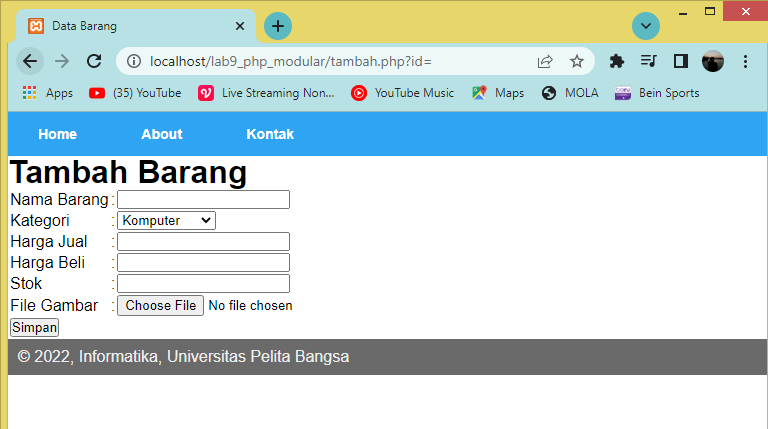 Data Barang
localhost/lab9_php_modular/tambah.php?id=
Apps (35) YouTube Live Streaming Non... YouTube Music Maps MOLA Bein Sports
Home About Kontak
Tambah Barang
Nama Barang :
Kategori : Komputer
Harga Jual :
Harga Beli :
Stok :
File Gambar : Choose File No file chosen
Simpan
© 2022, Informatika, Universitas Pelita Bangsa